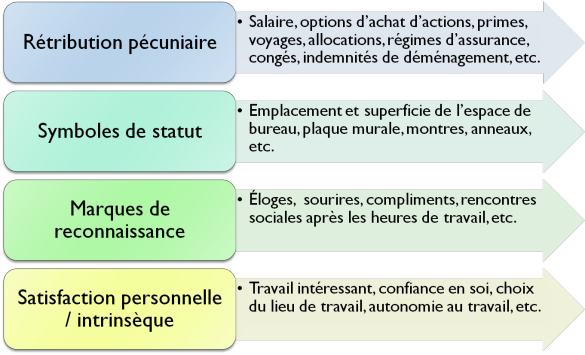 Rétribution pécuniaire
• Salaire, options d'achat d'actions, primes,
voyages, allocations, régimes d'assurance,
congés, indemnités de déménagement, etc.
Symboles de statut
• Emplacement et superficie de l'espace de
bureau, plaque murale, montres, anneaux,
etc.
Marques de
reconnaissance
• Éloges, sourires, compliments, rencontres
sociales après les heures de travail, etc.
Satisfaction personnelle
/ intrinsèque
• Travail intéressant, confiance en soi, choix
du lieu de travail, autonomie au travail, etc.